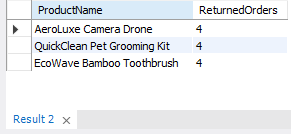 ProductName ReturnedOrders
AeroLuxe Camera Drone 4
QuickClean Pet Grooming Kit 4
EcoWave Bamboo Toothbrush 4
Result 2 ×